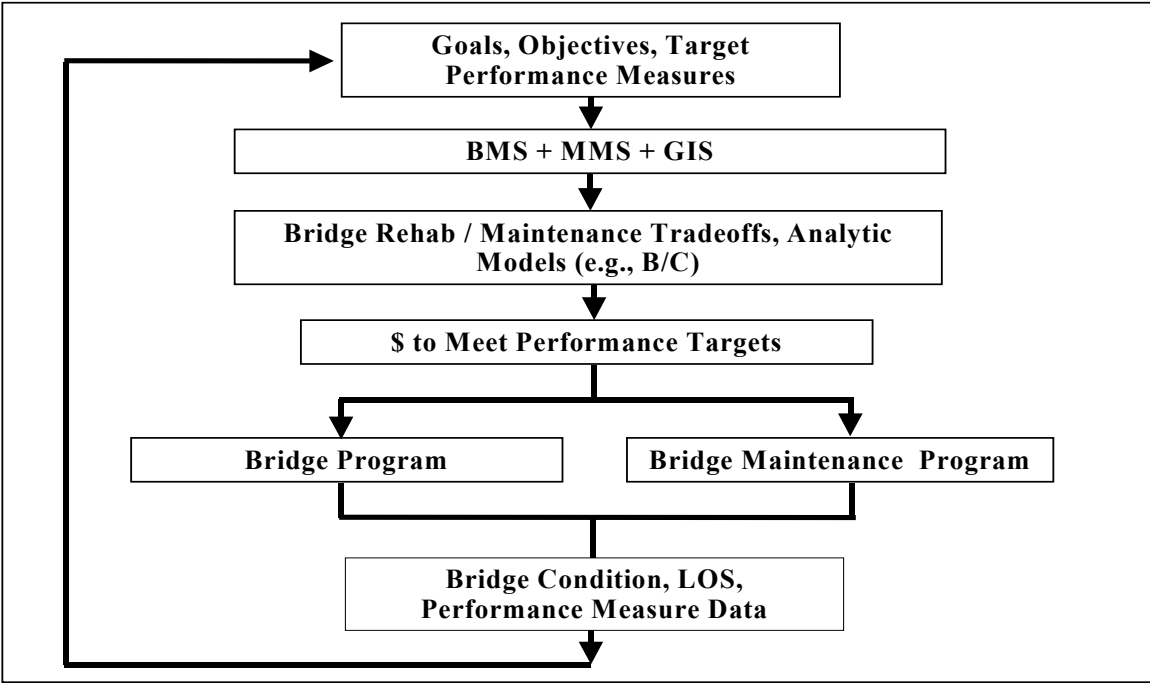 Goals, Objectives, Target
Performance Measures
BMS + MMS + GIS
Bridge Rehab / Maintenance Tradeoffs, Analytic
Models (e.g., B/C)
$ to Meet Performance Targets
Bridge Program
Bridge Maintenance Program
Bridge Condition, LOS,
Performance Measure Data